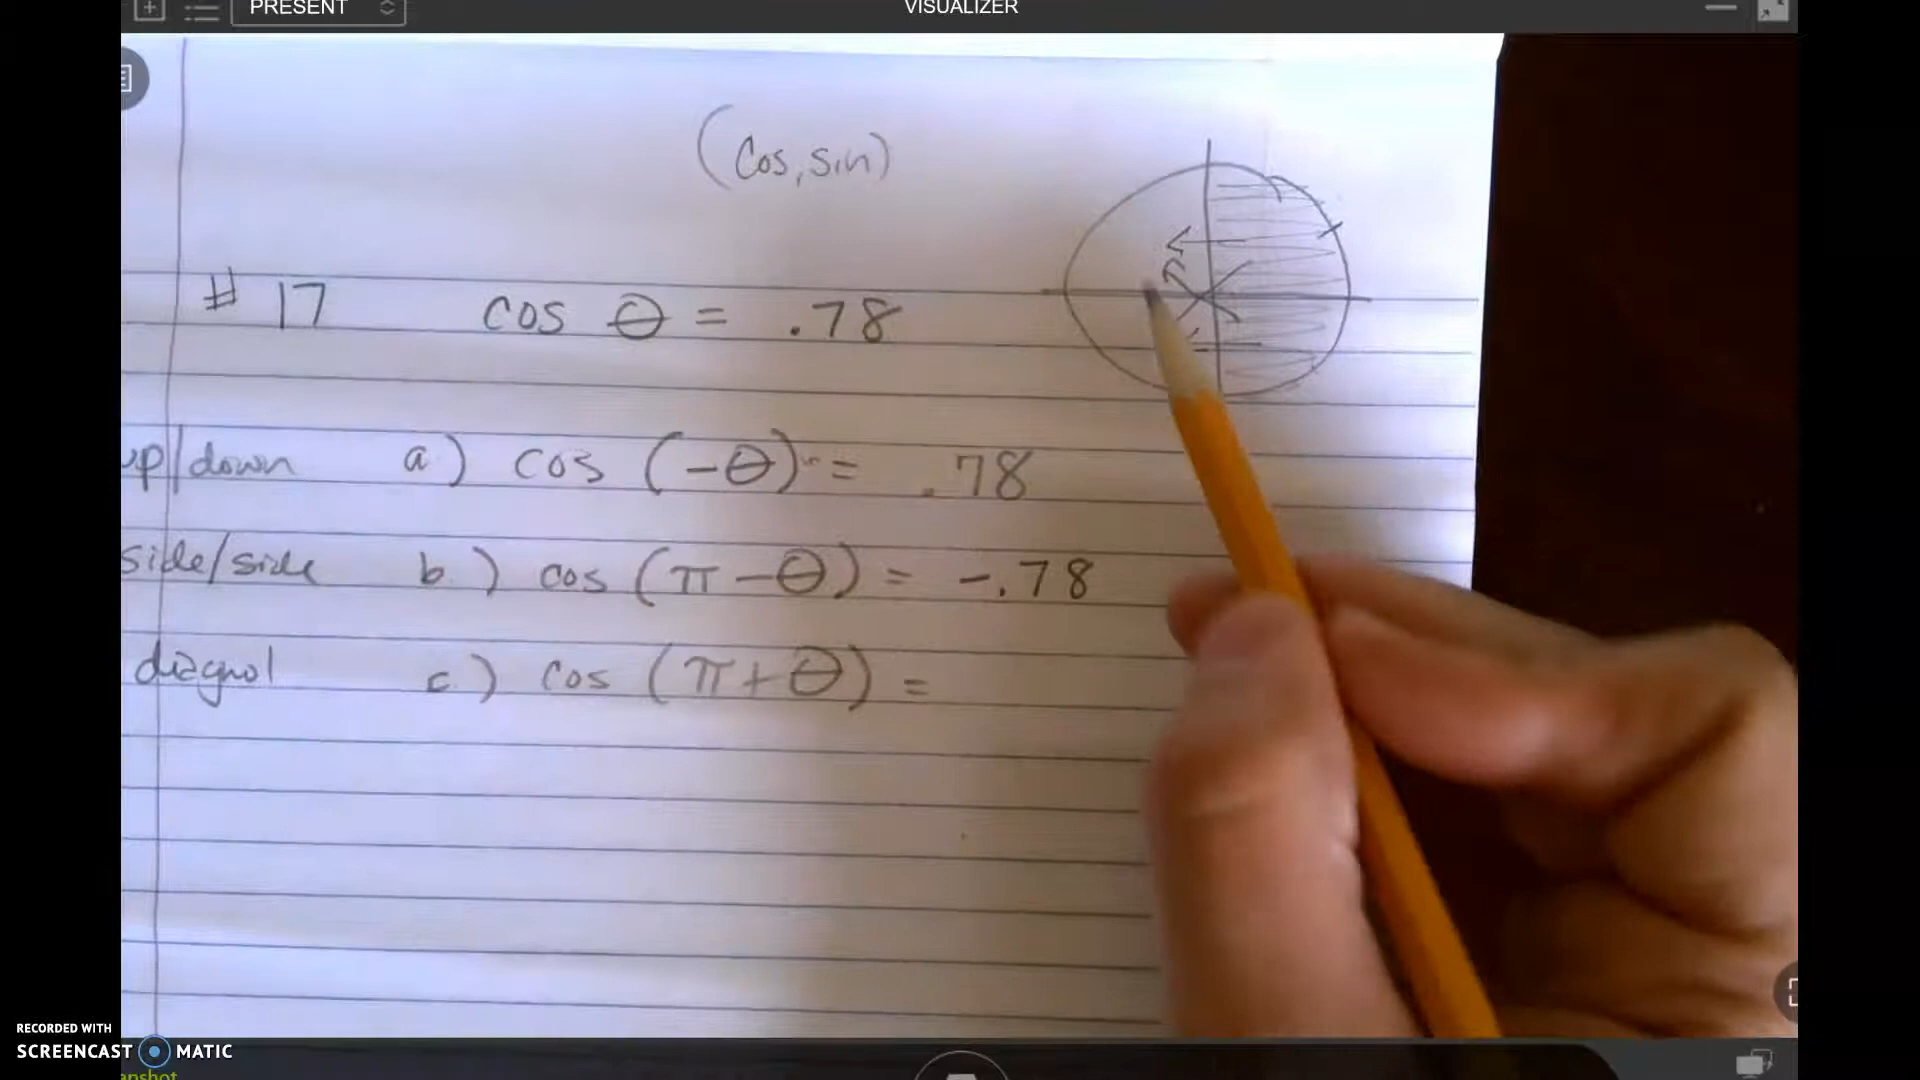 PRESENT
VISUALIZER
(Cos, sin)
# 17 cos θ = .78
up/down a) cos (-θ) = .78
side/side b.) cos (π - θ) = -.78
diagnol c.) cos (π + θ) =
RECORDED WITH
SCREENCAST MATIC
enshot